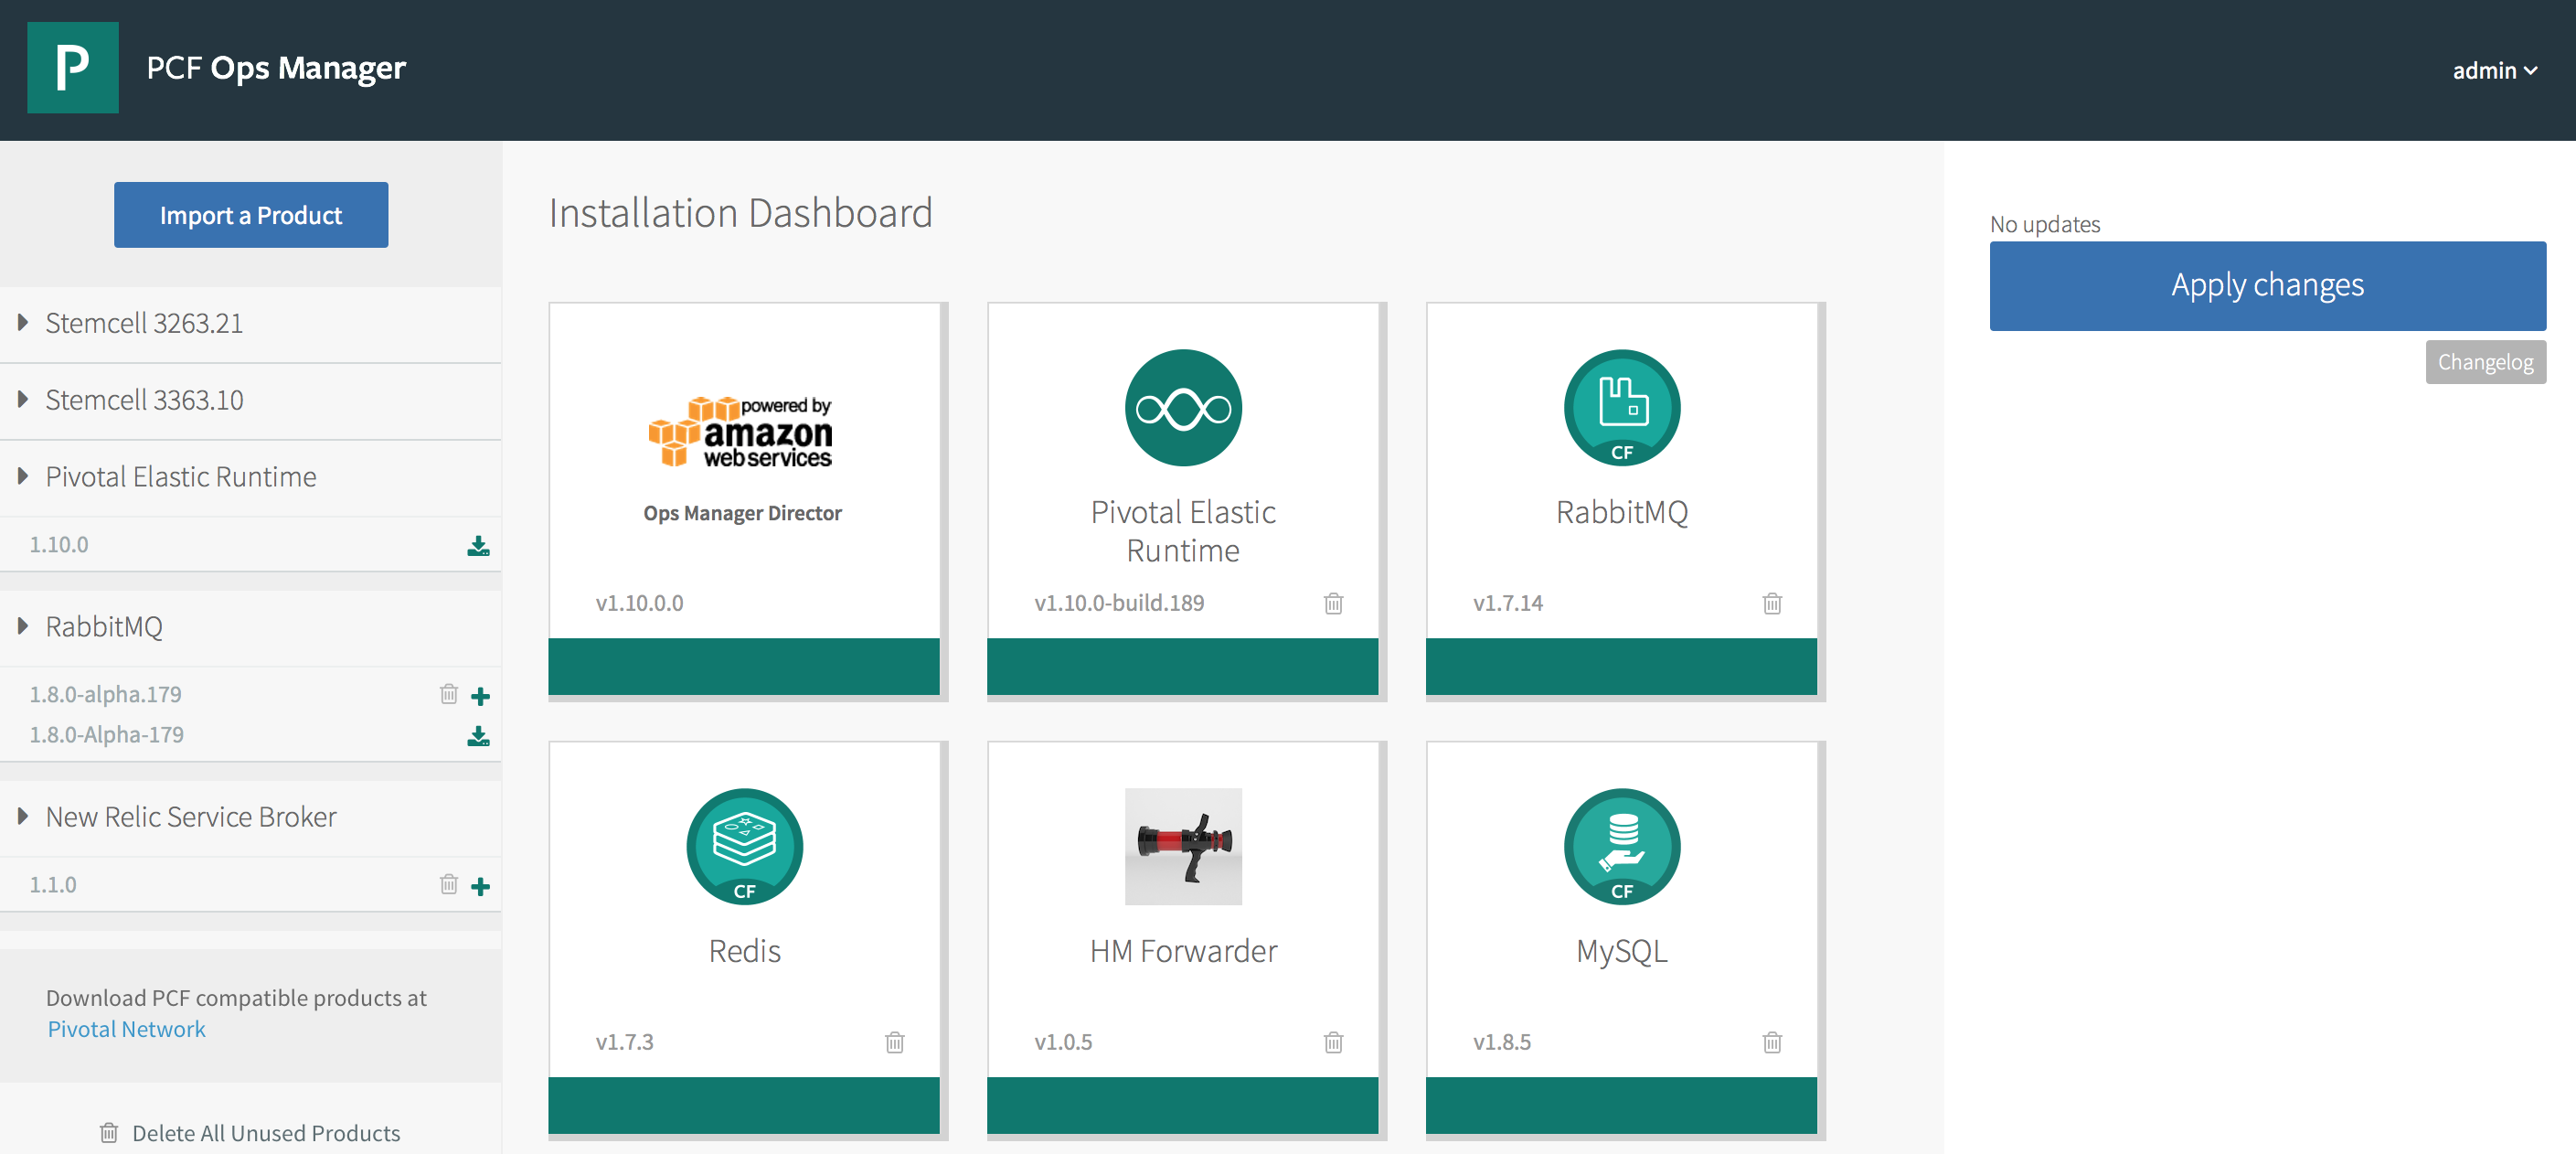 P
PCF Ops Manager
admin
Import a Product
Stemcell 3263.21
Stemcell 3363.10
Pivotal Elastic Runtime
1.10.0
RabbitMQ
1.8.0-alpha.179
1.8.0-Alpha-179
New Relic Service Broker
1.1.0
Download PCF compatible products at
Pivotal Network
Delete All Unused Products
Installation Dashboard
powered by
amazon
web services
Ops Manager Director
v1.10.0.0
Pivotal Elastic
Runtime
v1.10.0-build.189
CF
RabbitMQ
v1.7.14
CF
Redis
v1.7.3
HM Forwarder
v1.0.5
CF
MySQL
v1.8.5
No updates
Apply changes
Changelog